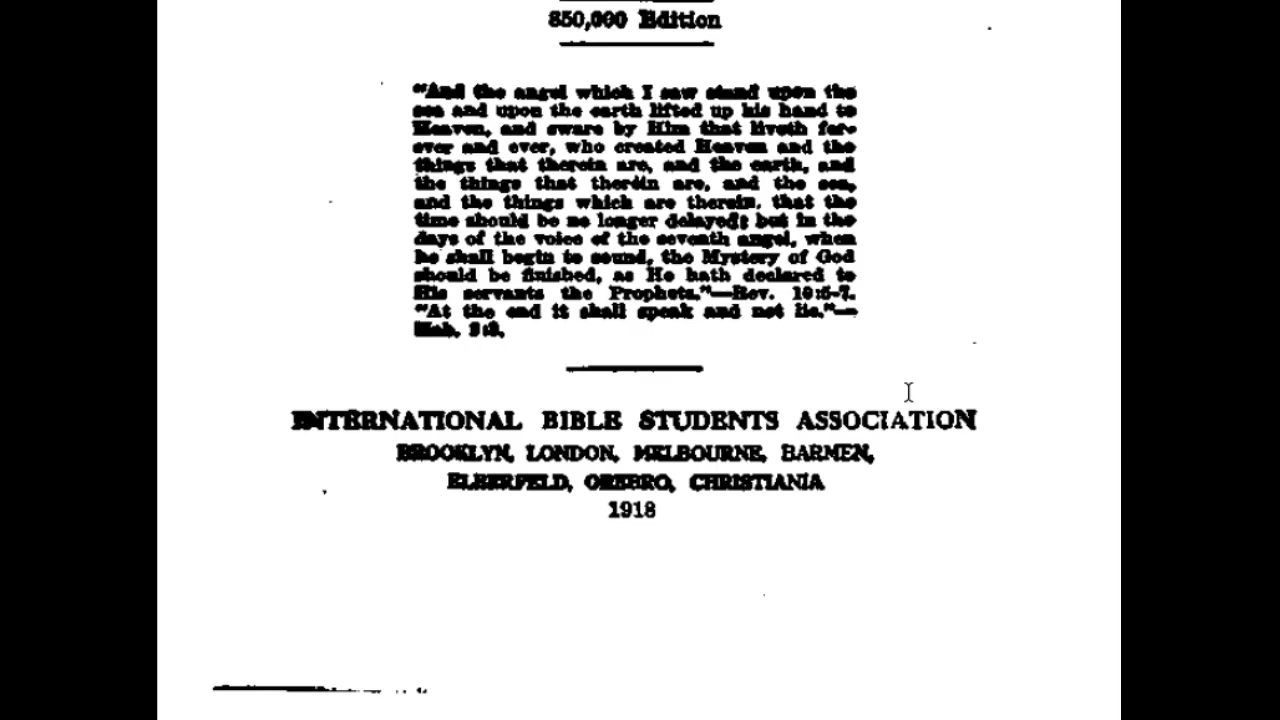 850,000 Edition
"And the angel which I saw stand upon the
sea and upon the earth lifted up his hand to
Heaven, and sware by Him that liveth for-
ever and ever, who created Heaven and the
things that therein are, and the earth, and
the things that therein are, and the sea,
and the things which are therein, that the
time should be no longer delayed; but in the
days of the voice of the seventh angel, when
he shall begin to sound, the Mystery of God
should be finished, as He hath declared to
His servants the Prophets."—Rev. 10:5-7.
"At the end it shall speak and not lie."—
Hab. 2:3.
INTERNATIONAL BIBLE STUDENTS ASSOCIATION
BROOKLYN, LONDON, MELBOURNE, BARMEN,
ELBERFELD, OREBRO, CHRISTIANIA
1918